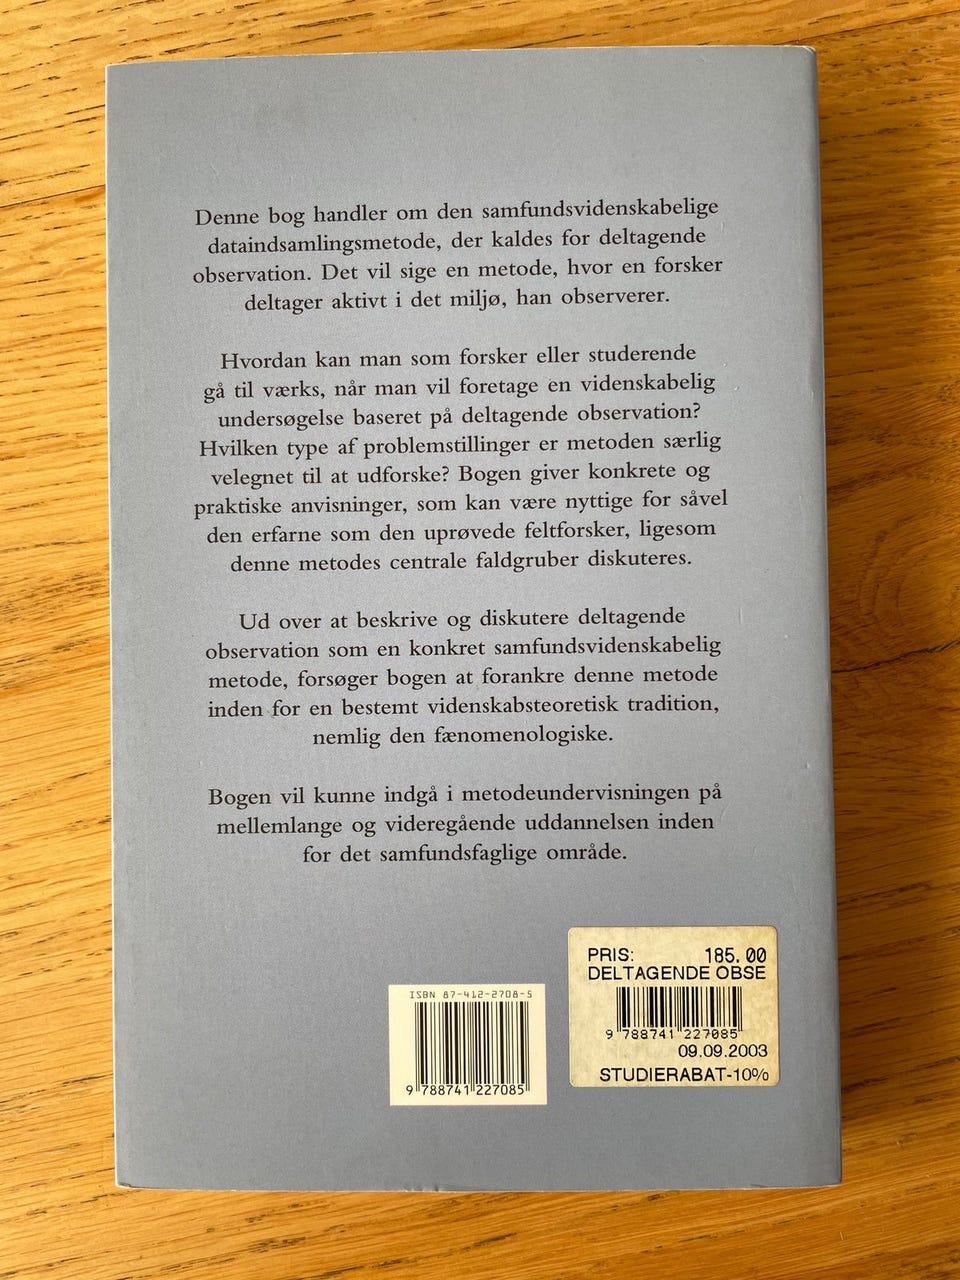 Denne bog handler om den samfundsvidenskabelige
dataindsamlingsmetode, der kaldes for deltagende
observation. Det vil sige en metode, hvor en forsker
deltager aktivt i det miljø, han observerer.
Hvordan kan man som forsker eller studerende
gå til værks, når man vil foretage en videnskabelig
undersøgelse baseret på deltagende observation?
Hvilken type af problemstillinger er metoden særlig
velegnet til at udforske? Bogen giver konkrete og
praktiske anvisninger, som kan være nyttige for såvel
den erfarne som den uprøvede feltforsker, ligesom
denne metodes centrale faldgruber diskuteres.
Ud over at beskrive og diskutere deltagende
observation som en konkret samfundsvidenskabelig
metode, forsøger bogen at forankre denne metode
inden for en bestemt videnskabsteoretisk tradition,
nemlig den fænomenologiske.
Bogen vil kunne indgå i metodeundervisningen på
mellemlange og videregående uddannelsen inden
for det samfundsfaglige område.
PRIS: 185.00
DELTAGENDE OBSE
9 788741 227085
09.09.2003
STUDIERABAT-10%
ISBN 87-412-2708-5
9 788741 227085